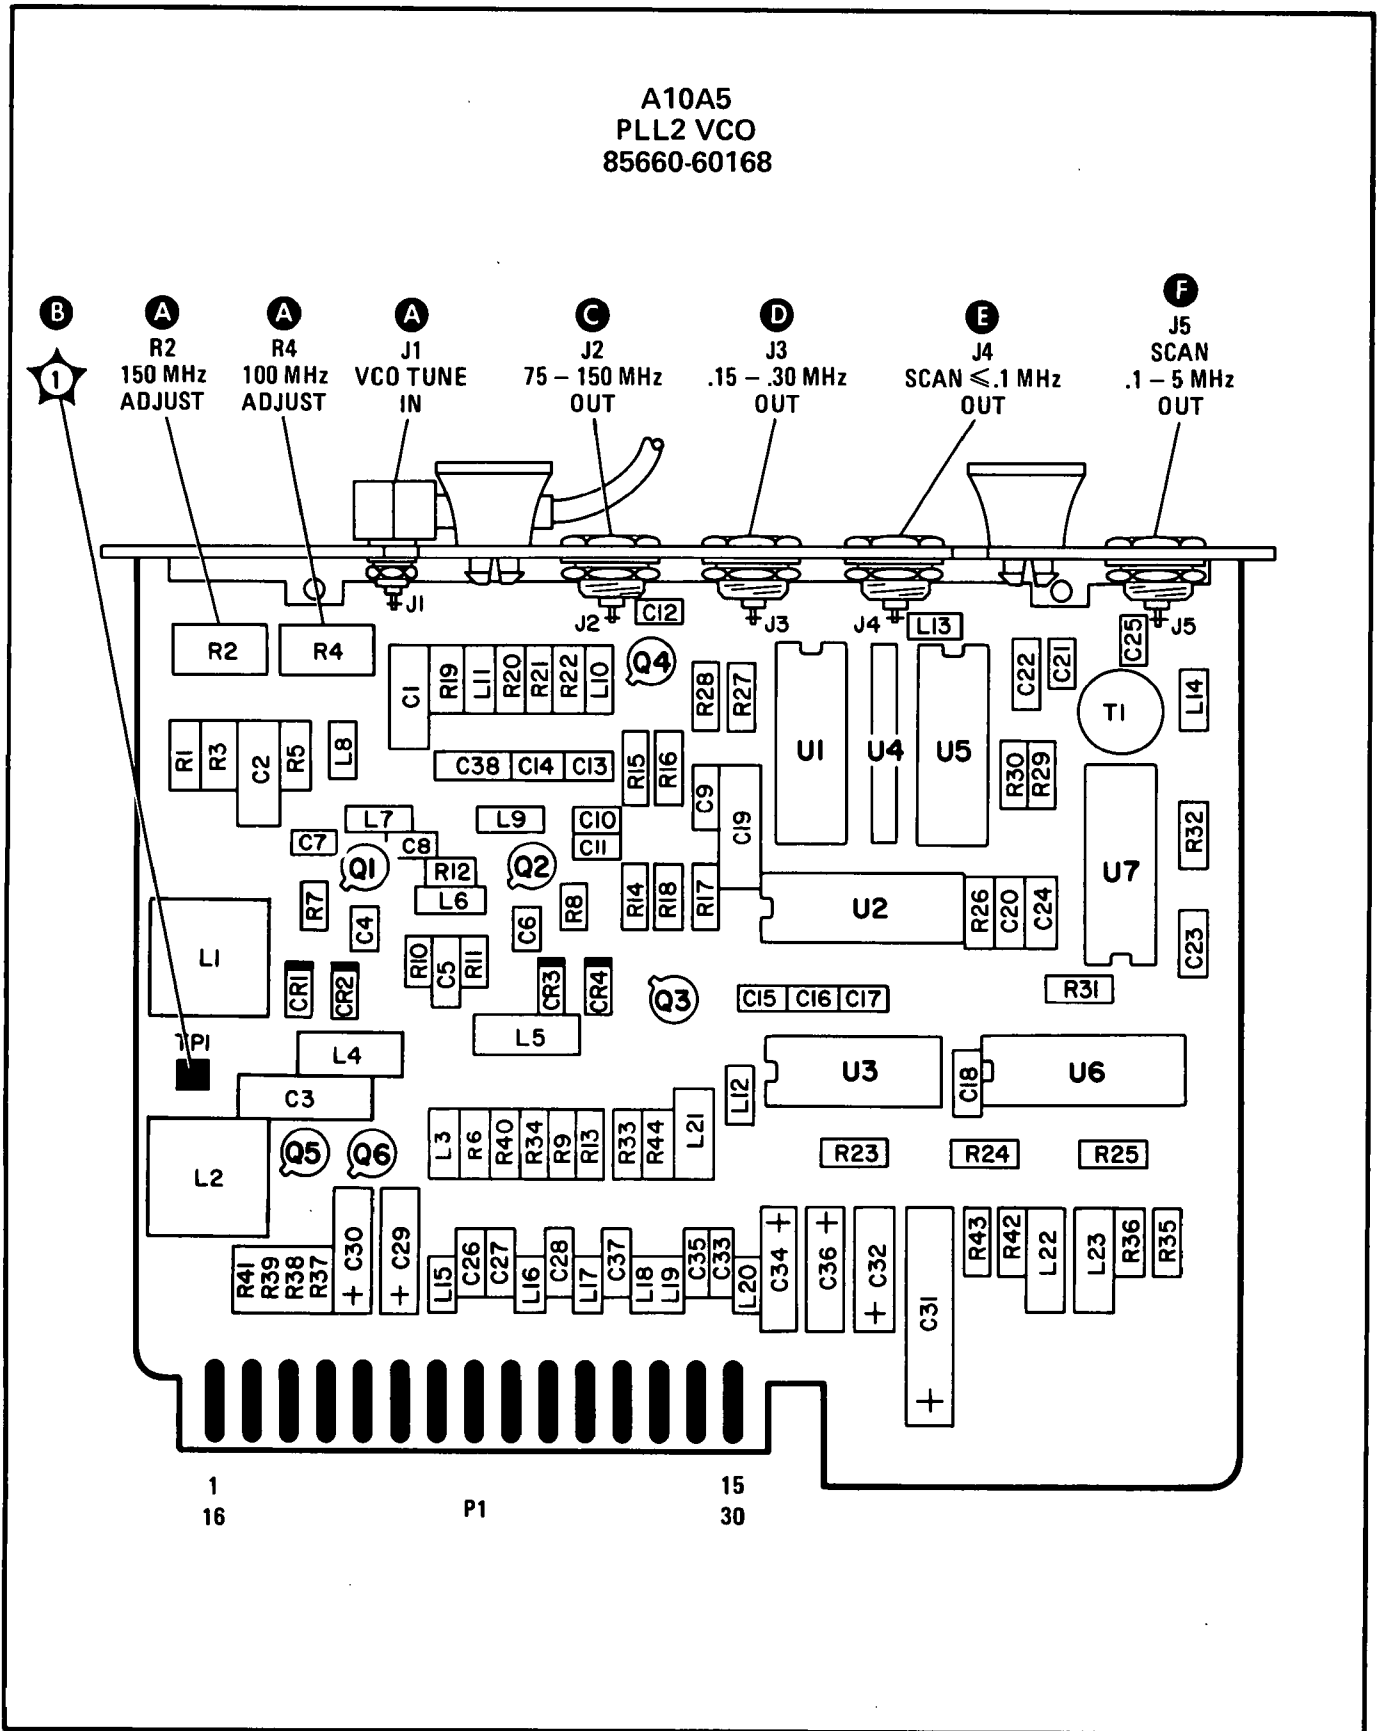 A10A5
PLL2 VCO
85660-60168
B
1
A
R2
150 MHz
ADJUST
A
R4
100 MHz
ADJUST
A
J1
VCO TUNE
IN
C
J2
75 – 150 MHz
OUT
D
J3
.15 – .30 MHz
OUT
E
J4
SCAN ≤.1 MHz
OUT
F
J5
SCAN
.1 – 5 MHz
OUT
J1
J2
C12
J3
J4
L13
C25
J5
R2
R4
C1
R19
L11
R20
R21
R22
L10
Q4
R28
R27
U1
U4
U5
C22
C21
T1
L14
R1
R3
C2
R5
L8
C38
C14
C13
R15
R16
C9
C19
R30
R29
U7
R32
C7
L7
C8
L9
C10
C11
Q1
R12
L6
Q2
R7
C4
C6
R8
R14
R18
R17
U2
R26
C20
C24
C23
L1
CR1
CR2
R10
C5
R11
CR3
CR4
Q3
C15
C16
C17
R31
TP1
L4
L5
C3
L12
U3
C18
U6
L2
Q5
Q6
L3
R6
R40
R34
R9
R13
R33
R44
L21
R23
R24
R25
R41
R39
R38
R37
+ C30
+ C29
L15
C26
C27
L16
C28
L17
C37
L18
L19
C35
C33
L20
C34 +
C36 +
+ C32
+ C31
R43
R42
L22
L23
R36
R35
1
16
P1
15
30